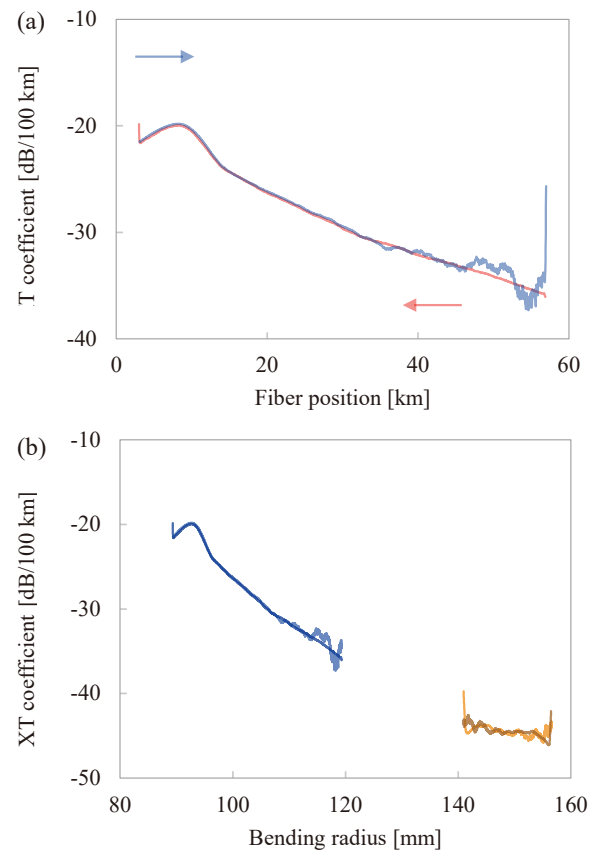 (a)
-10
-20
-30
-40
T coefficient [dB/100 km]
0 20 40 60
Fiber position [km]
(b)
-10
-20
-30
-40
-50
XT coefficient [dB/100 km]
80 100 120 140 160
Bending radius [mm]